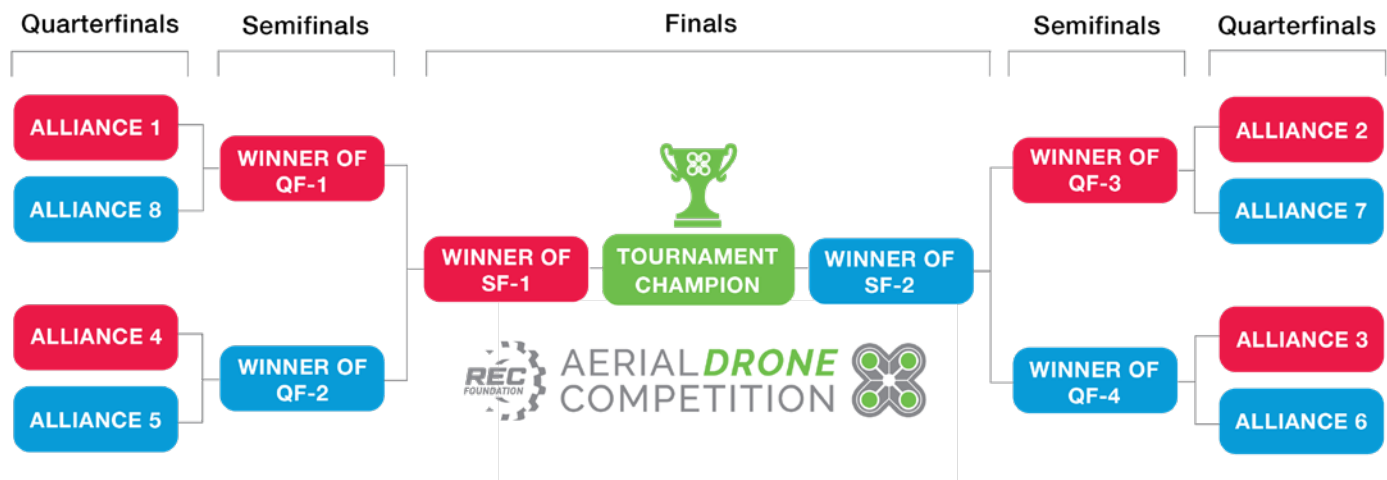 Quarterfinals
Semifinals
Finals
Semifinals
Quarterfinals
ALLIANCE 1
ALLIANCE 8
WINNER OF
QF-1
ALLIANCE 4
ALLIANCE 5
WINNER OF
QF-2
WINNER OF
SF-1
TOURNAMENT
CHAMPION
WINNER OF
SF-2
WINNER OF
QF-3
ALLIANCE 2
ALLIANCE 7
WINNER OF
QF-4
ALLIANCE 3
ALLIANCE 6
REC
FOUNDATION
AERIAL DRONE
COMPETITION